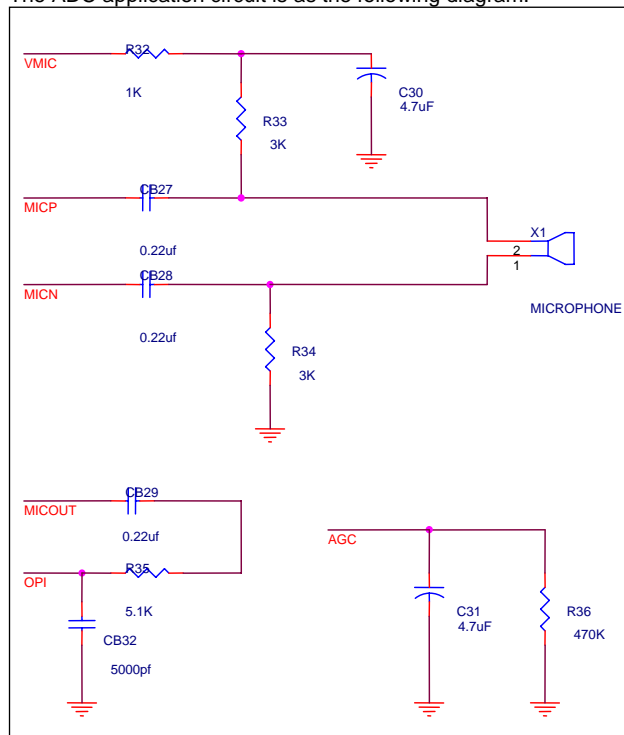 The ADC application circuit is as the following diagram.
R32
VMIC
1K
C30
4.7uF
R33
3K
CB27
MICP
0.22uf
X1
2
1
CB28
MICN
MICROPHONE
0.22uf
R34
3K
CB29
MICOUT
0.22uf
AGC
R35
OPI
5.1K
CB32
5000pf
C31
4.7uF
R36
470K